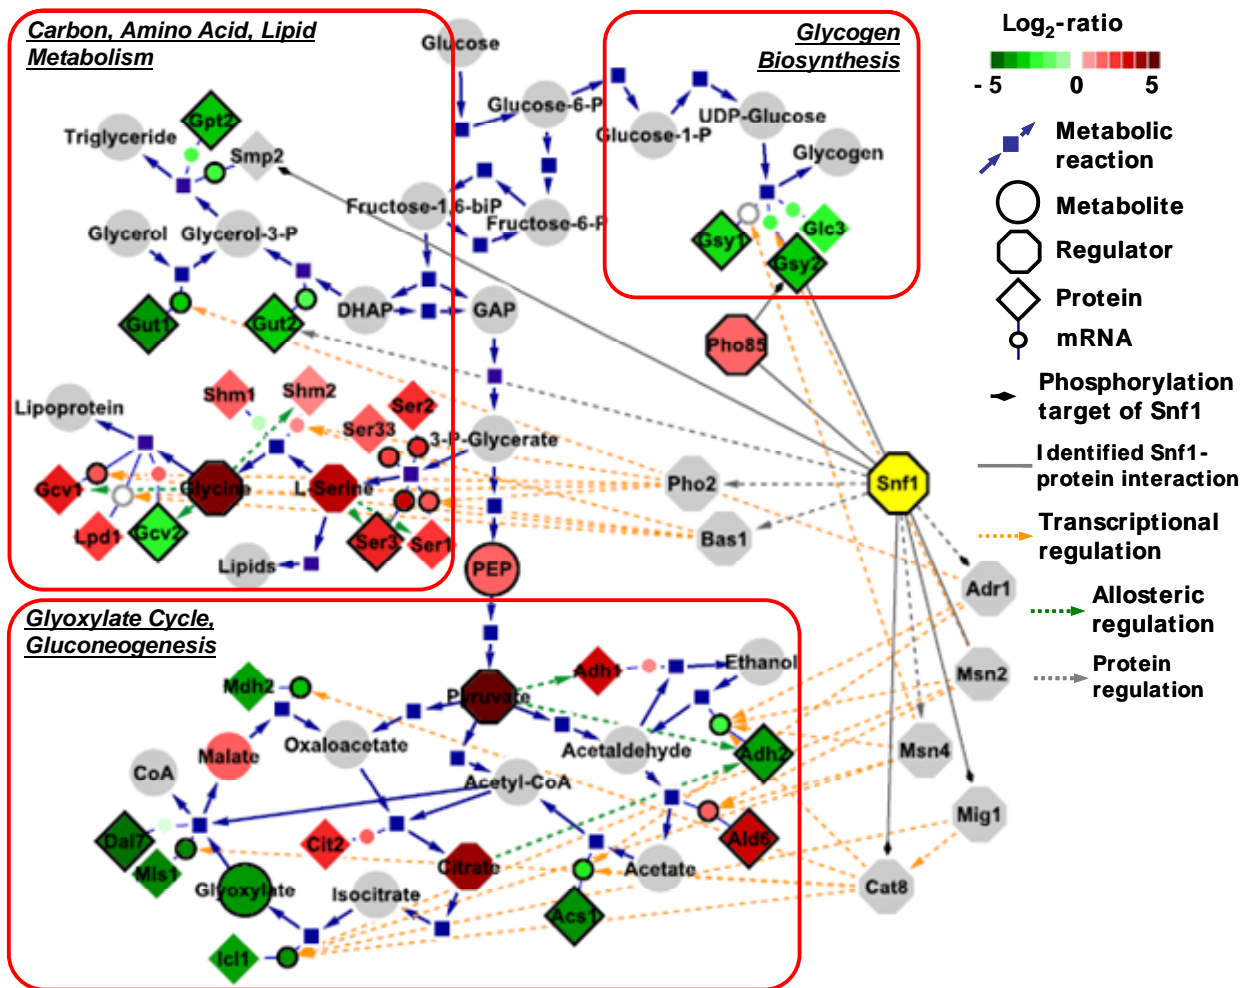 Carbon, Amino Acid, Lipid
Metabolism
Glucose
Glycogen
Biosynthesis
Log2-ratio
- 5
0
5
Glucose-6-P
Glucose-1-P
UDP-Glucose
Glycogen
Triglyceride
Gpt2
Smp2
Fructose-1,6-biP
Fructose-6-P
Glycerol
Glycerol-3-P
Gsy1
Gsy2
Glc3
Gut1
Gut2
DHAP
GAP
Pho85
Metabolic
reaction
Metabolite
Regulator
Protein
mRNA
Phosphorylation
target of Snf1
Identified Snf1-
protein interaction
Transcriptional
regulation
Allosteric
regulation
Protein
regulation
Lipoprotein
Shm1
Shm2
Ser2
Ser33
3-P-Glycerate
Gcv1
Glycine
L-Serine
Lpd1
Gcv2
Ser3
Ser1
Lipids
PEP
Pho2
Bas1
Snf1
Adr1
Msn2
Msn4
Mig1
Cat8
Glyoxylate Cycle,
Gluconeogenesis
Mdh2
Pyruvate
Adh1
Ethanol
Malate
Oxaloacetate
Acetaldehyde
Adh2
CoA
Acetyl-CoA
Dal7
Mls1
Cit2
Citrate
Ald6
Glyoxylate
Isocitrate
Acetate
Acs1
Icl1